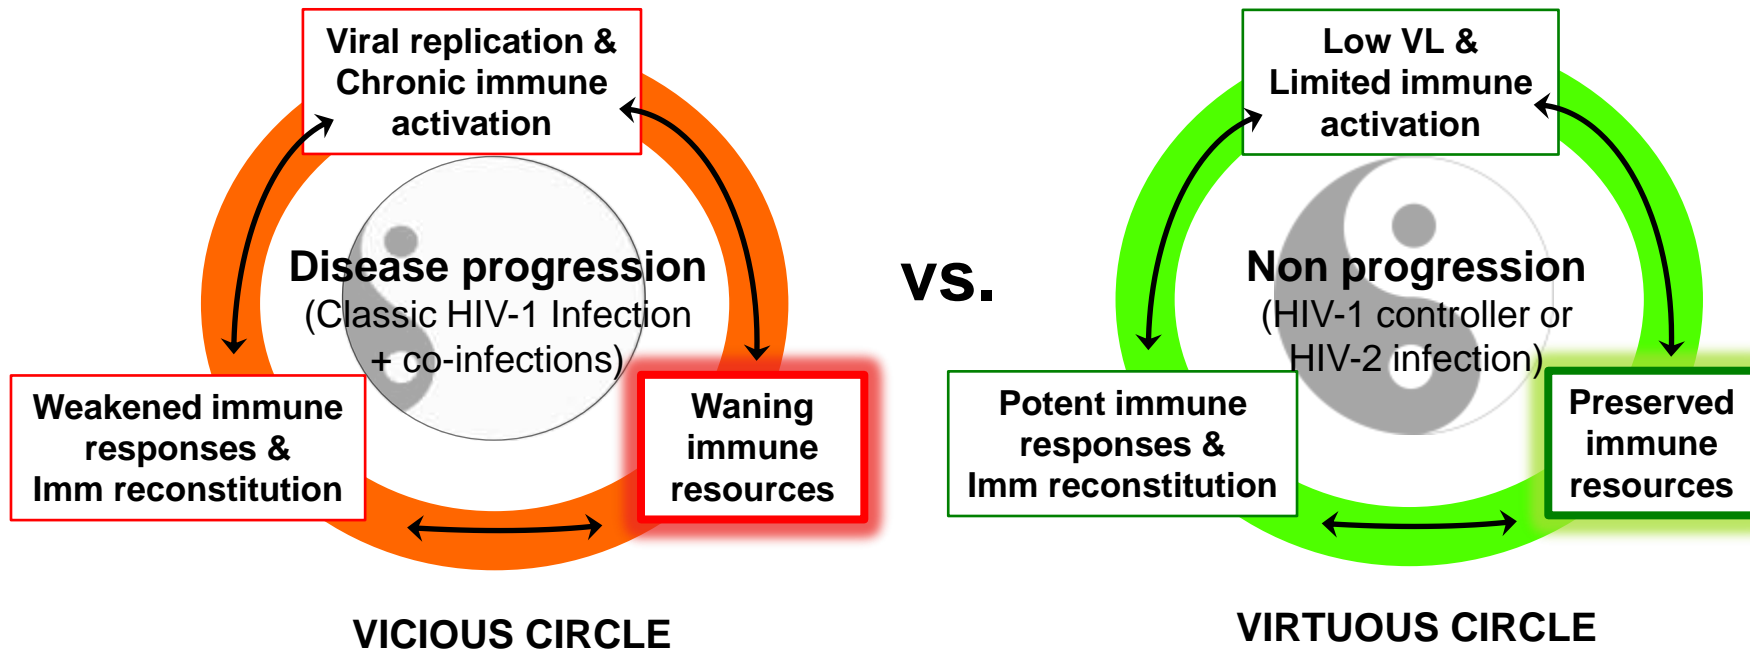 Viral replication &
Chronic immune
activation
Disease progression
(Classic HIV-1 Infection
+ co-infections)
Weakened immune
responses &
Imm reconstitution
Waning
immune
resources
VICIOUS CIRCLE
vs.
Low VL &
Limited immune
activation
Non progression
(HIV-1 controller or
HIV-2 infection)
Potent immune
responses &
Imm reconstitution
Preserved
immune
resources
VIRTUOUS CIRCLE